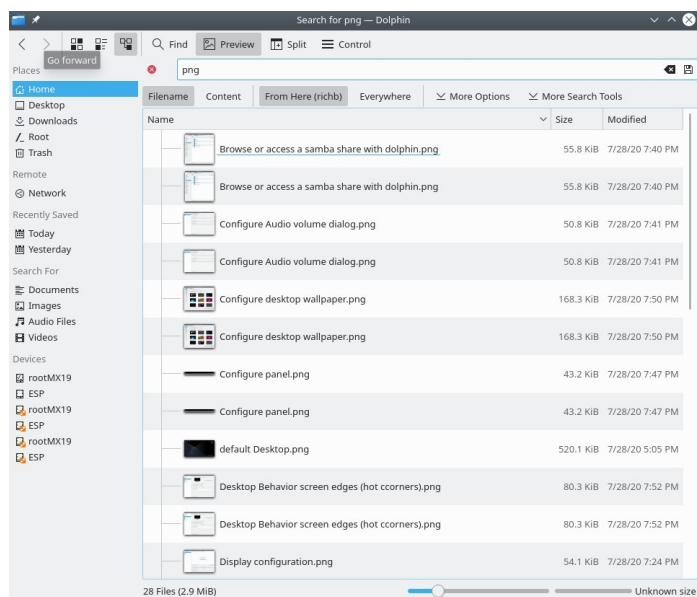 Search for png — Dolphin
Find Preview Split Control
Go forward
Places
png
Home
Desktop
Downloads
Root
Trash
Remote
Network
Recently Saved
Today
Yesterday
Search For
Documents
Images
Audio Files
Videos
Devices
rootMX19
ESP
rootMX19
ESP
rootMX19
ESP
Filename Content From Here (richb) Everywhere More Options More Search Tools
Name Size Modified
Browse or access a samba share with dolphin.png 55.8 KiB 7/28/20 7:40 PM
Browse or access a samba share with dolphin.png 55.8 KiB 7/28/20 7:40 PM
Configure Audio volume dialog.png 50.8 KiB 7/28/20 7:41 PM
Configure Audio volume dialog.png 50.8 KiB 7/28/20 7:41 PM
Configure desktop wallpaper.png 168.3 KiB 7/28/20 7:50 PM
Configure desktop wallpaper.png 168.3 KiB 7/28/20 7:50 PM
Configure panel.png 43.2 KiB 7/28/20 7:47 PM
Configure panel.png 43.2 KiB 7/28/20 7:47 PM
default Desktop.png 520.1 KiB 7/28/20 5:05 PM
Desktop Behavior screen edges (hot ccorners).png 80.3 KiB 7/28/20 7:52 PM
Desktop Behavior screen edges (hot ccorners).png 80.3 KiB 7/28/20 7:52 PM
Display configuration.png 54.1 KiB 7/28/20 7:24 PM
28 Files (2.9 MiB) Unknown size